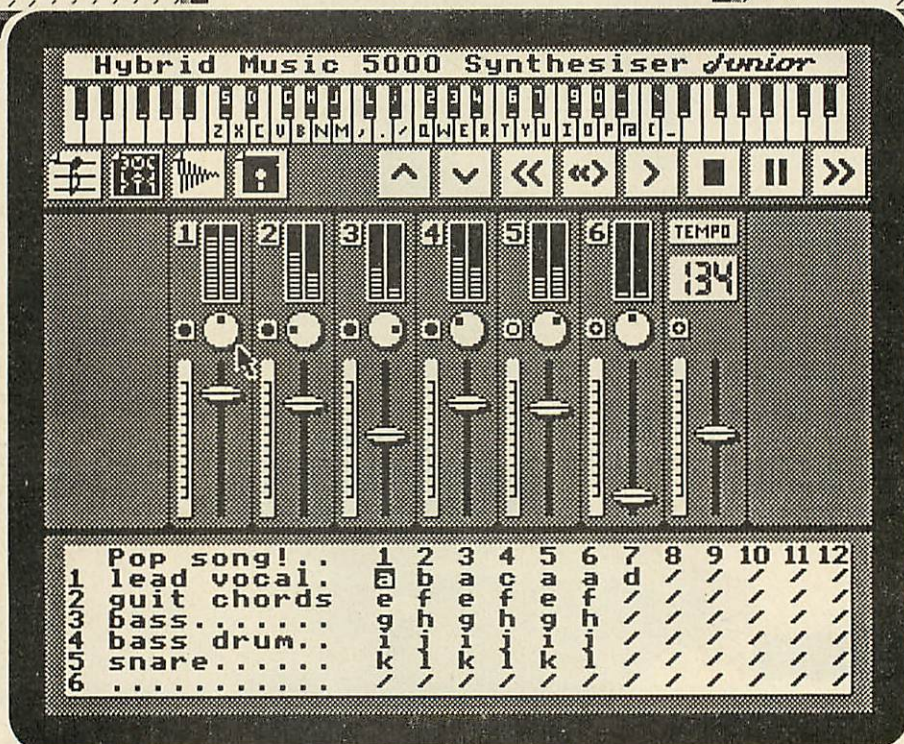 Hybrid Music 5000 Synthesiser Junior
S D G H J L ; 2 3 4 6 7 9 0 - \
Z X C V B N M , . / Q W E R T Y U I O P @ [ _
1 2 3 4 5 6 TEMPO
134
Pop song!.. 1 2 3 4 5 6 7 8 9 10 11 12
1 lead vocal. a b a c a a d / / / / /
2 guit chords e f e f e f / / / / / /
3 bass....... g h g h g h / / / / / /
4 bass drum.. i j i j i j / / / / / /
5 snare...... k l k l k l / / / / / /
6 ........... / / / / / / / / / / / /